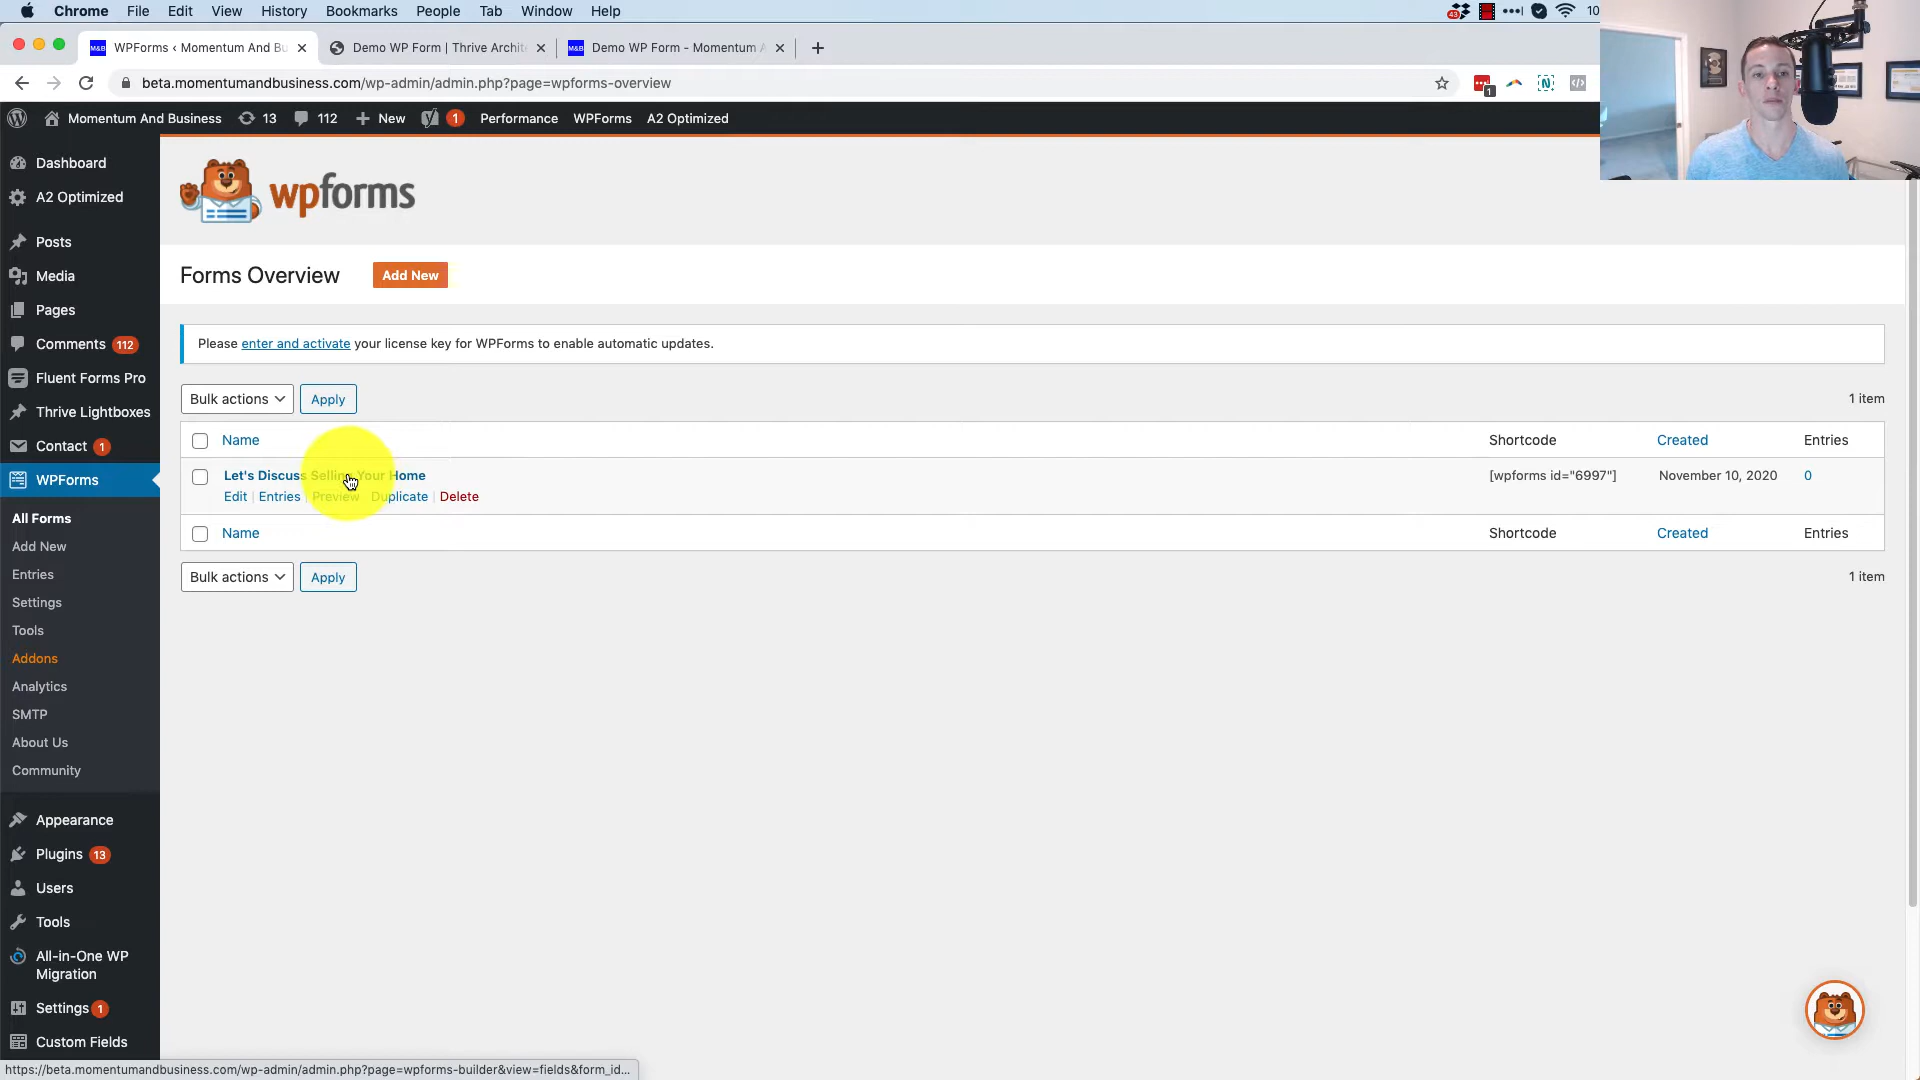 Chrome File Edit View History Bookmarks People Tab Window Help
43 10
M&B WPForms ‹ Momentum And Bu
Demo WP Form | Thrive Archite
M&B Demo WP Form - Momentum A
beta.momentumandbusiness.com/wp-admin/admin.php?page=wpforms-overview
1
Momentum And Business 13 112 New 1 Performance WPForms A2 Optimized
Dashboard
A2 Optimized
Posts
Media
Pages
Comments 112
Fluent Forms Pro
Thrive Lightboxes
Contact 1
WPForms
All Forms
Add New
Entries
Settings
Tools
Addons
Analytics
SMTP
About Us
Community
Appearance
Plugins 13
Users
Tools
All-in-One WP
Migration
Settings 1
Custom Fields
wpforms
Forms Overview Add New
Please enter and activate your license key for WPForms to enable automatic updates.
Bulk actions Apply 1 item
Name Shortcode Created Entries
Let's Discuss Selling Your Home [wpforms id="6997"] November 10, 2020 0
Edit | Entries | Preview | Duplicate | Delete
Name Shortcode Created Entries
Bulk actions Apply 1 item
https://beta.momentumandbusiness.com/wp-admin/admin.php?page=wpforms-builder&view=fields&form_id...